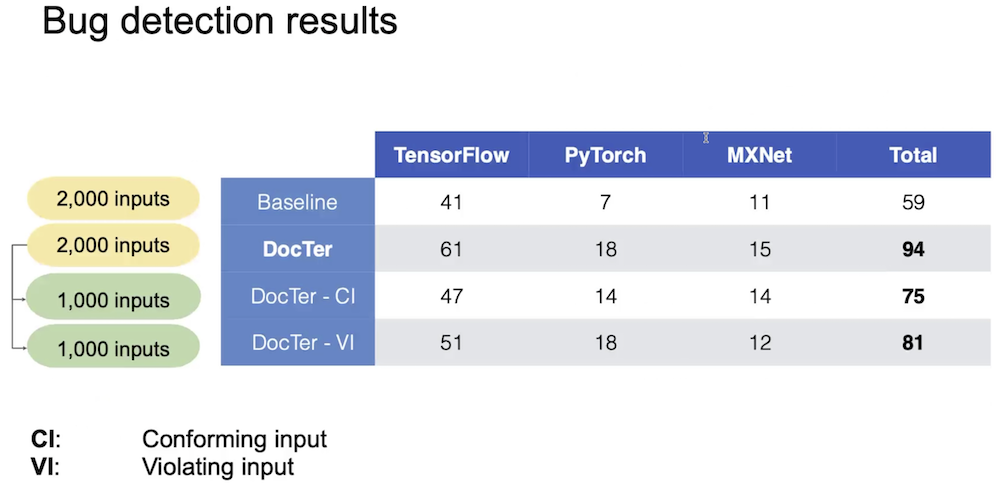 Bug detection results
TensorFlow PyTorch MXNet Total
2,000 inputs Baseline 41 7 11 59
2,000 inputs DocTer 61 18 15 94
1,000 inputs DocTer - CI 47 14 14 75
1,000 inputs DocTer - VI 51 18 12 81
CI: Conforming input
VI: Violating input